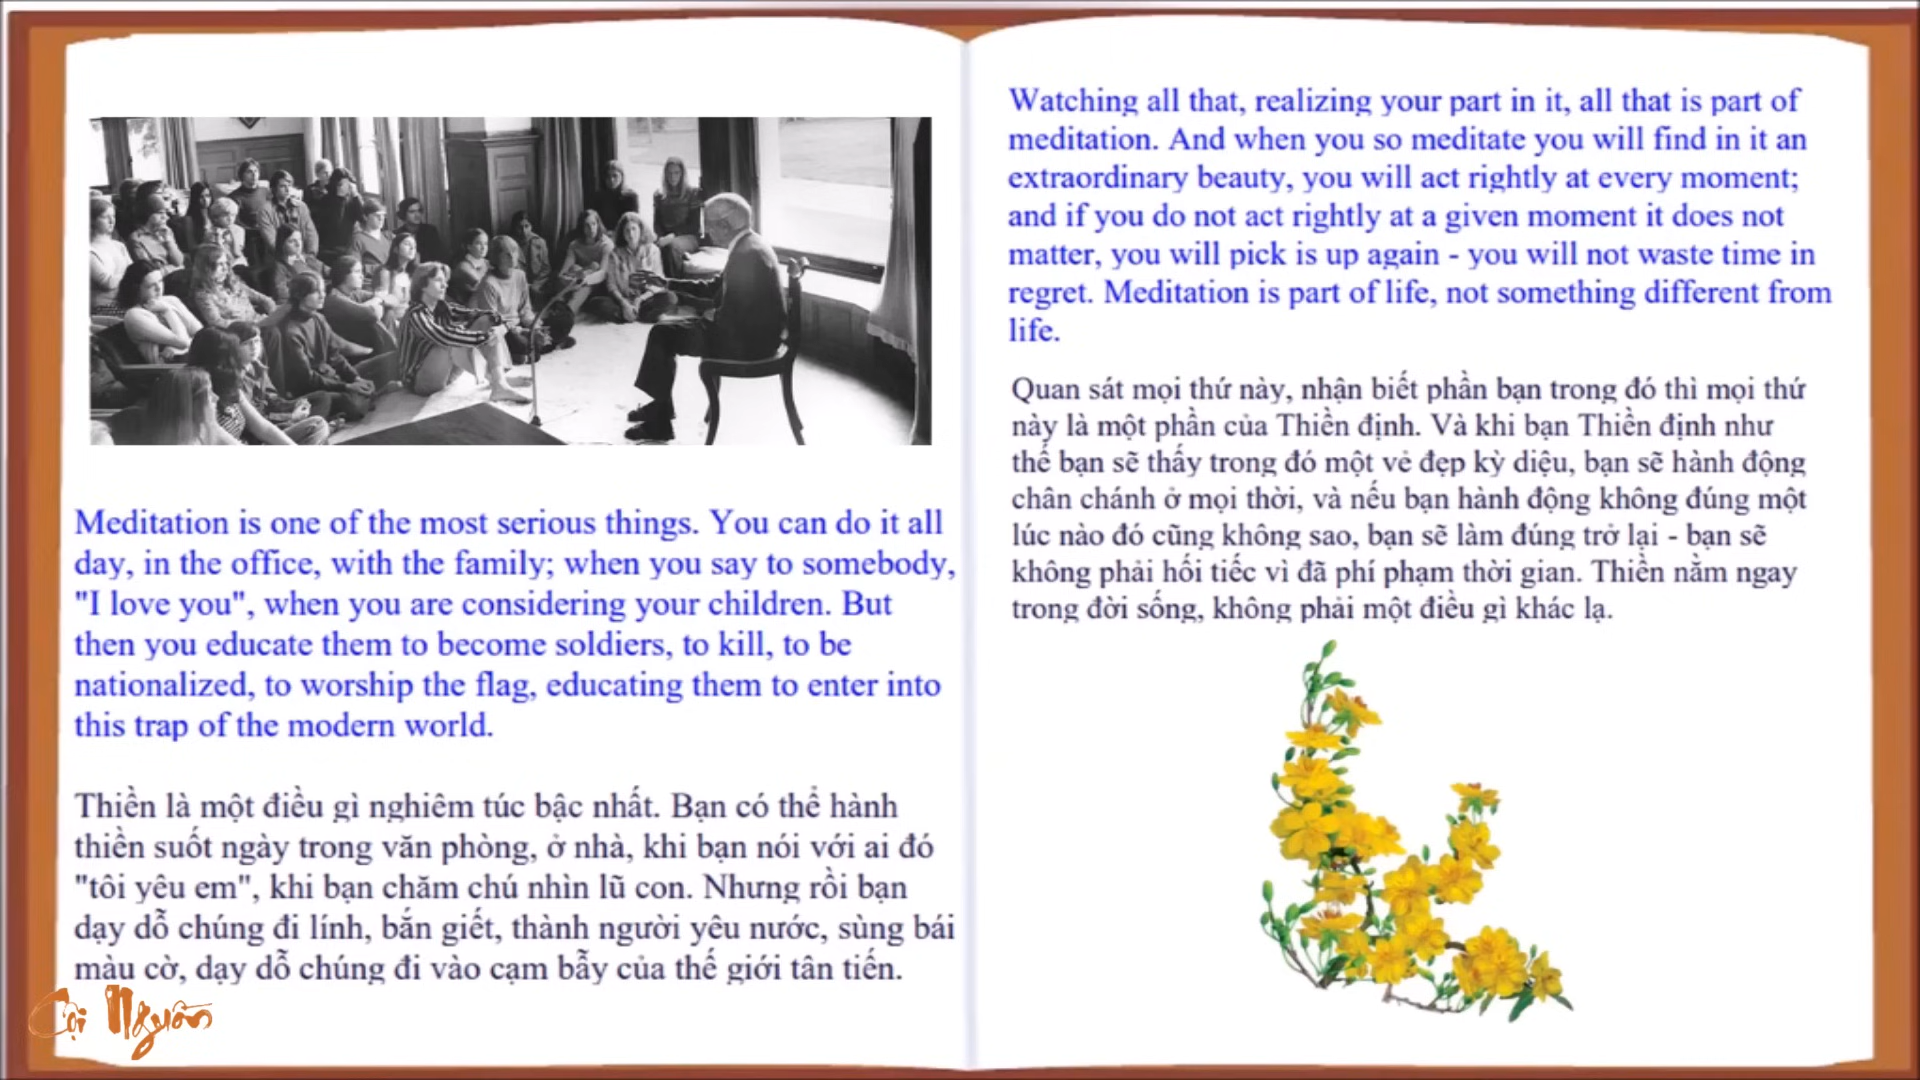 Meditation is one of the most serious things. You can do it all
day, in the office, with the family; when you say to somebody,
"I love you", when you are considering your children. But
then you educate them to become soldiers, to kill, to be
nationalized, to worship the flag, educating them to enter into
this trap of the modern world.
Thiền là một điều gì nghiêm túc bậc nhất. Bạn có thể hành
thiền suốt ngày trong văn phòng, ở nhà, khi bạn nói với ai đó
"tôi yêu em", khi bạn chăm chú nhìn lũ con. Nhưng rồi bạn
dạy dỗ chúng đi lính, bắn giết, thành người yêu nước, sùng bái
màu cờ, dạy dỗ chúng đi vào cạm bẫy của thế giới tân tiến.
Cội Nguồn
Watching all that, realizing your part in it, all that is part of
meditation. And when you so meditate you will find in it an
extraordinary beauty, you will act rightly at every moment;
and if you do not act rightly at a given moment it does not
matter, you will pick is up again - you will not waste time in
regret. Meditation is part of life, not something different from
life.
Quan sát mọi thứ này, nhận biết phần bạn trong đó thì mọi thứ
này là một phần của Thiền định. Và khi bạn Thiền định như
thế bạn sẽ thấy trong đó một vẻ đẹp kỳ diệu, bạn sẽ hành động
chân chánh ở mọi thời, và nếu bạn hành động không đúng một
lúc nào đó cũng không sao, bạn sẽ làm đúng trở lại - bạn sẽ
không phải hối tiếc vì đã phí phạm thời gian. Thiền nằm ngay
trong đời sống, không phải một điều gì khác lạ.